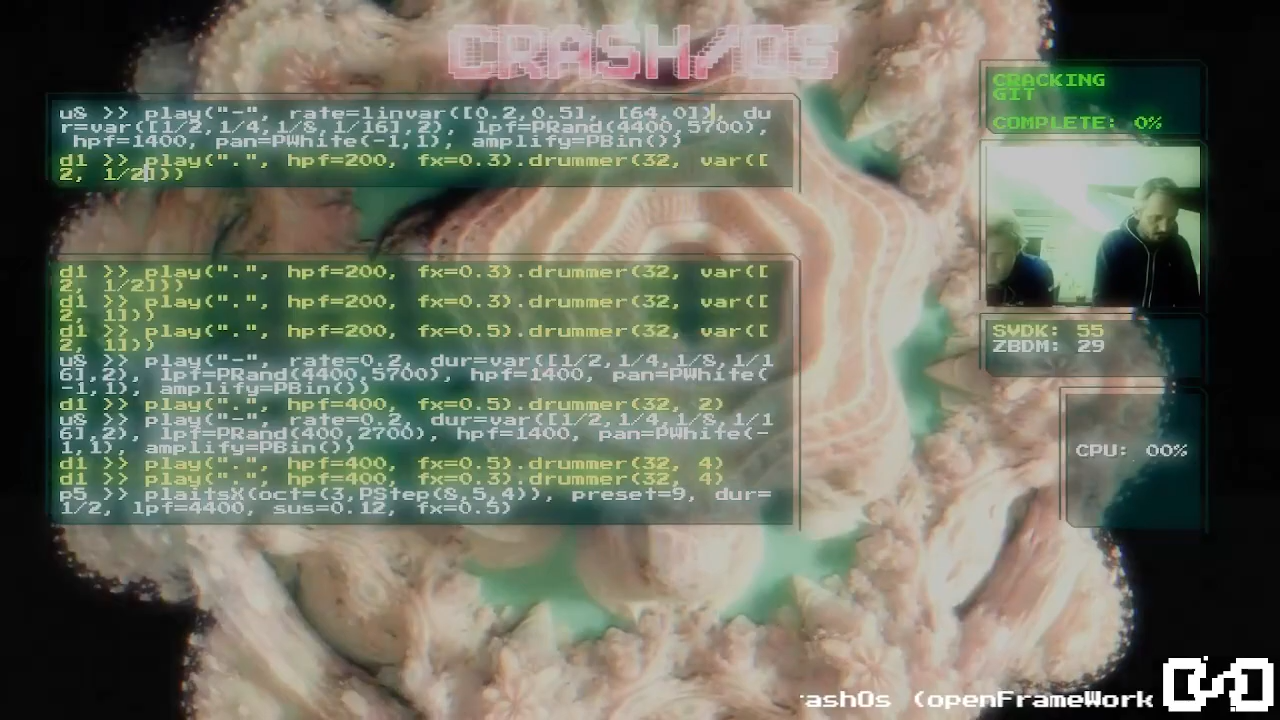 CRASH/OS
u& >> play("-", rate=linvar([0.2,0.5], [64,0]), du
r=var([1/2,1/4,1/8,1/16],2), lpf=PRand(4400,5700),
hpf=1400, pan=PWhite(-1,1), amplify=PBin())
d1 >> play(".", hpf=200, fx=0.3).drummer(32, var([
2, 1/2]))
d1 >> play(".", hpf=200, fx=0.3).drummer(32, var([
2, 1/2]))
d1 >> play(".", hpf=200, fx=0.3).drummer(32, var([
2, 1]))
d1 >> play(".", hpf=200, fx=0.5).drummer(32, var([
2, 1]))
u& >> play("-", rate=0.2, dur=var([1/2,1/4,1/8,1/1
6],2), lpf=PRand(4400,5700), hpf=1400, pan=PWhite(
-1,1), amplify=PBin())
d1 >> play(".", hpf=400, fx=0.5).drummer(32, 2)
u& >> play("-", rate=0.2, dur=var([1/2,1/4,1/8,1/1
6],2), lpf=PRand(400,2700), hpf=1400, pan=PWhite(-
1,1), amplify=PBin())
d1 >> play(".", hpf=400, fx=0.5).drummer(32, 4)
d1 >> play(".", hpf=400, fx=0.5).drummer(32, 4)
p5 >> plaitsX(oct=(3,PStep(8,5,4)), preset=9, dur=
1/2, lpf=4400, sus=0.12, fx=0.5)
CRACKING
GIT
COMPLETE: 0%
SVDK: 55
ZBDM: 29
CPU: 00%
ashOs (openFrameWork